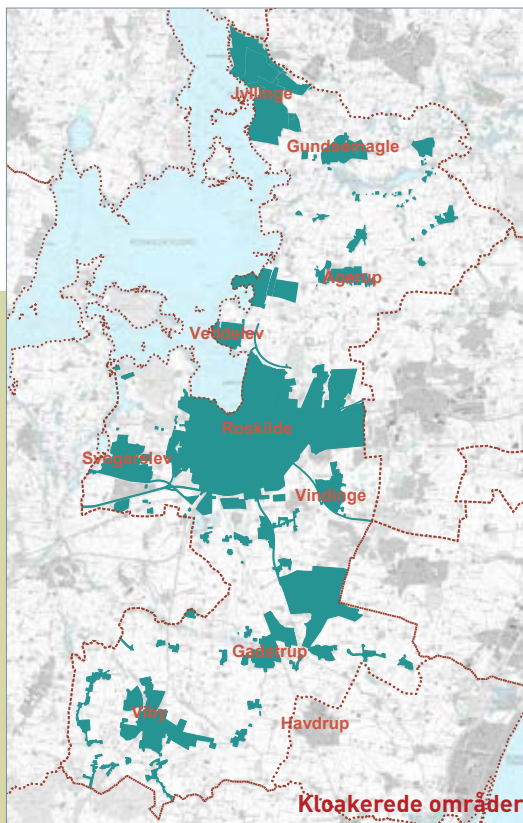 Jyllinge
Gundsømagle
Ågerup
Veddelev
Roskilde
Svogerslev
Vindinge
Gadstrup
Viby
Havdrup
Kloakerede områder